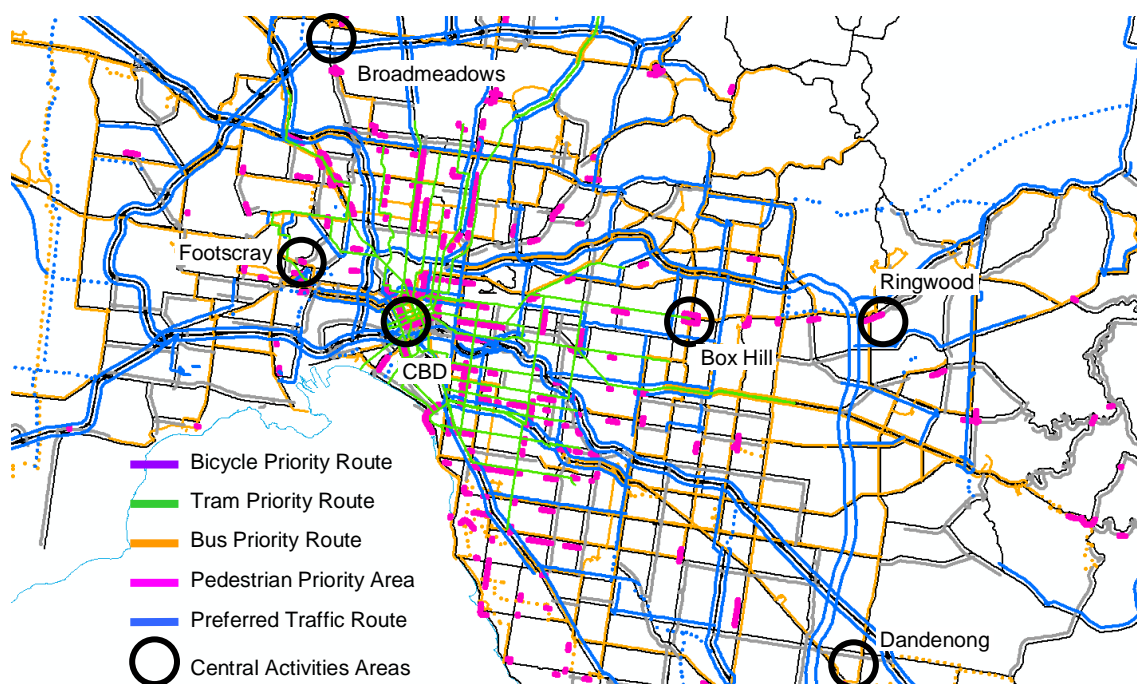 Broadmeadows
Footscray
Ringwood
Box Hill
CBD
Bicycle Priority Route
Tram Priority Route
Bus Priority Route
Pedestrian Priority Area
Preferred Traffic Route
Central Activities Areas
Dandenong